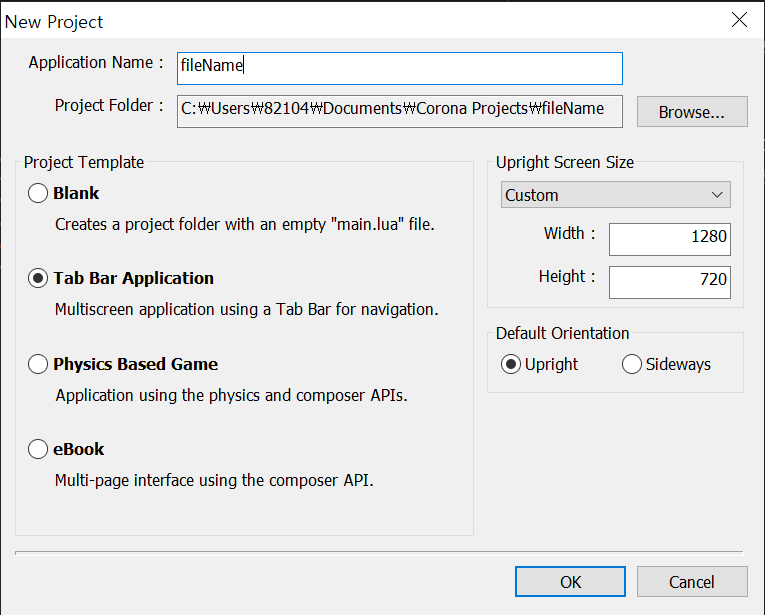 New Project
Application Name :
fileName
Project Folder :
C:₩Users₩82104₩Documents₩Corona Projects₩fileName
Browse...
Project Template
Blank
Creates a project folder with an empty "main.lua" file.
Tab Bar Application
Multiscreen application using a Tab Bar for navigation.
Physics Based Game
Application using the physics and composer APIs.
eBook
Multi-page interface using the composer API.
Upright Screen Size
Custom
Width : 1280
Height : 720
Default Orientation
Upright Sideways
OK Cancel